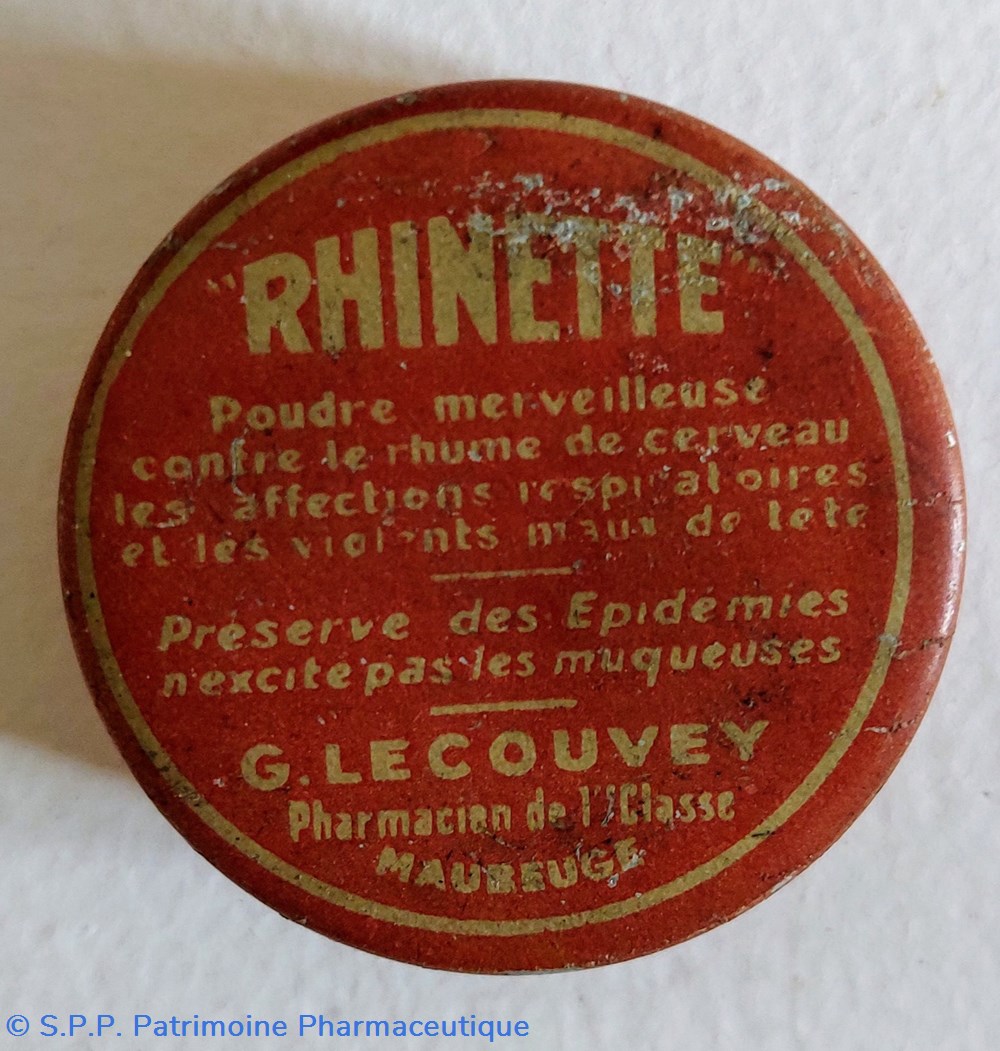 "RHINETTE"
Poudre merveilleuse
contre le rhume de cerveau
les affections respiratoires
et les violents maux de tête
Préserve des Epidémies
n'excite pas les muqueuses
G. LECOUVEY
Pharmacien de 1re Classe
MAUBEUGE
© S.P.P. Patrimoine Pharmaceutique